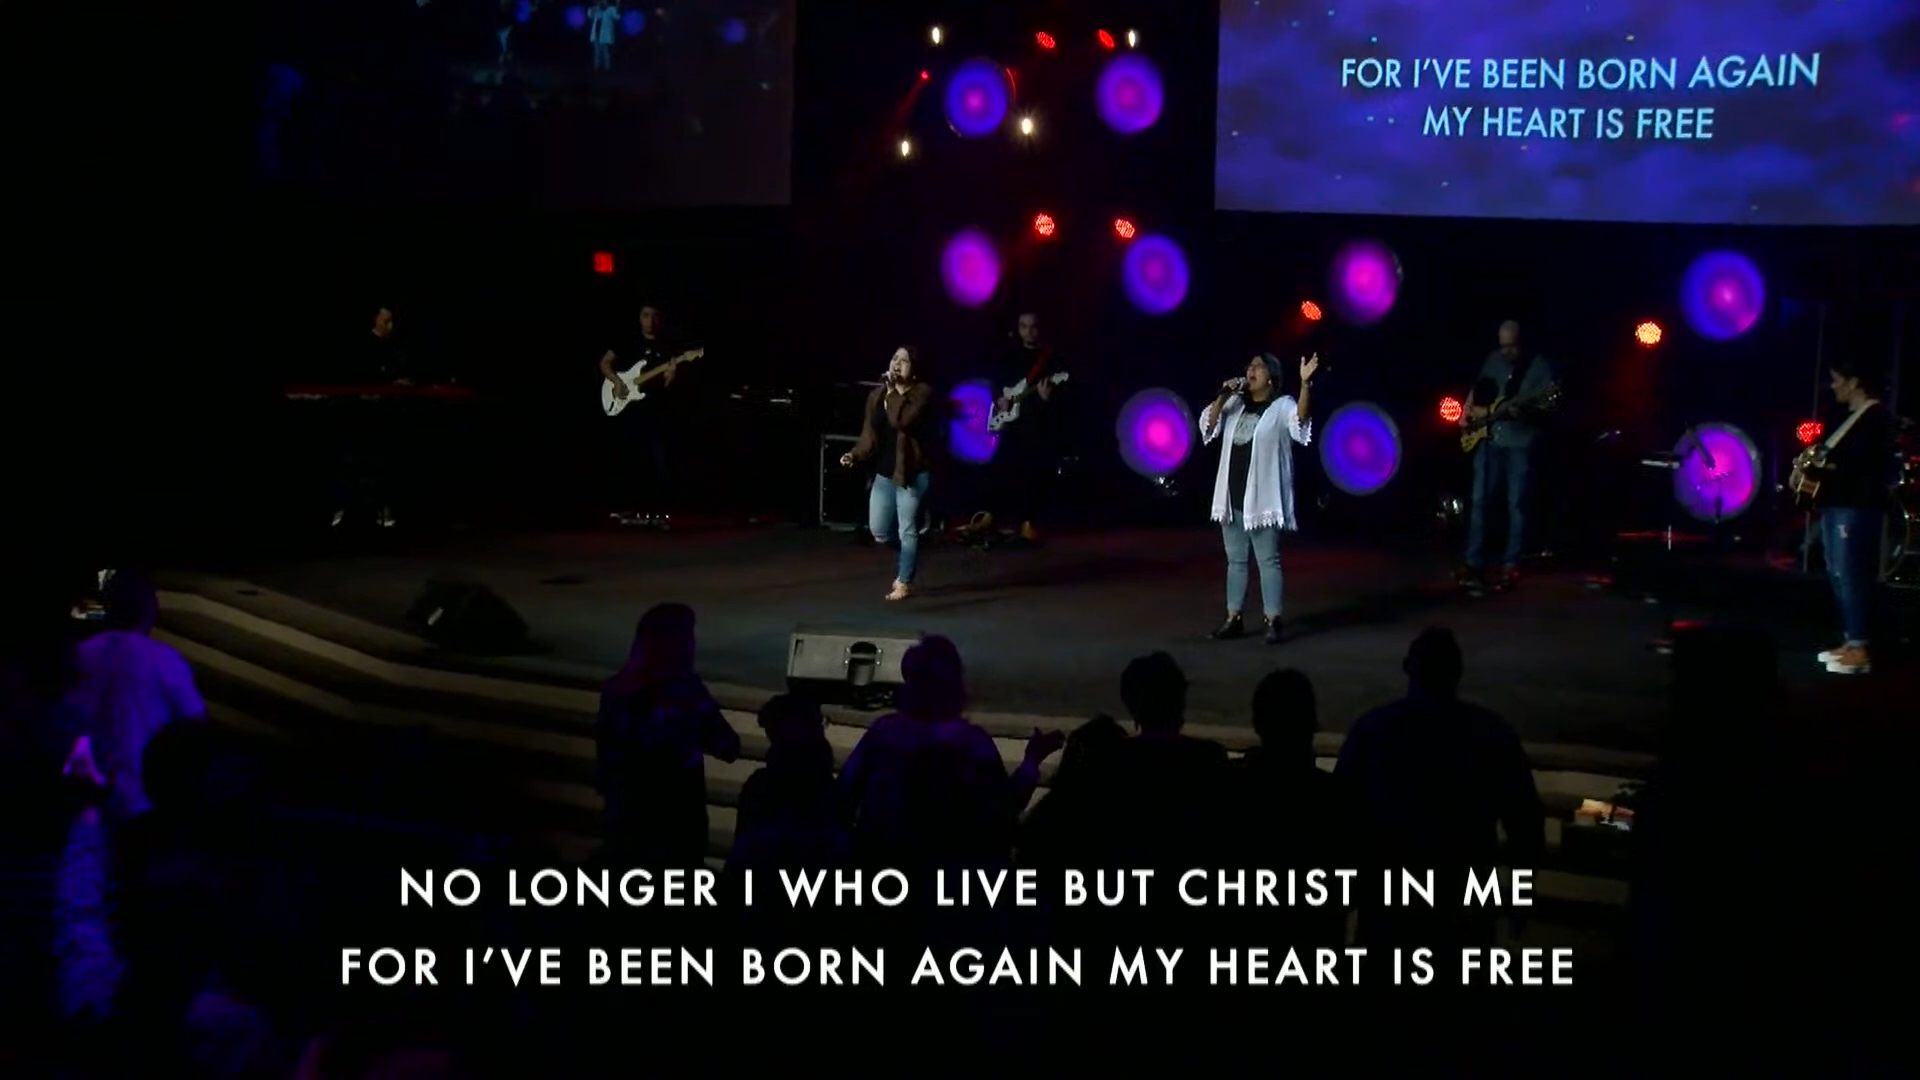 FOR I'VE BEEN BORN AGAIN
MY HEART IS FREE
NO LONGER I WHO LIVE BUT CHRIST IN ME
FOR I'VE BEEN BORN AGAIN MY HEART IS FREE